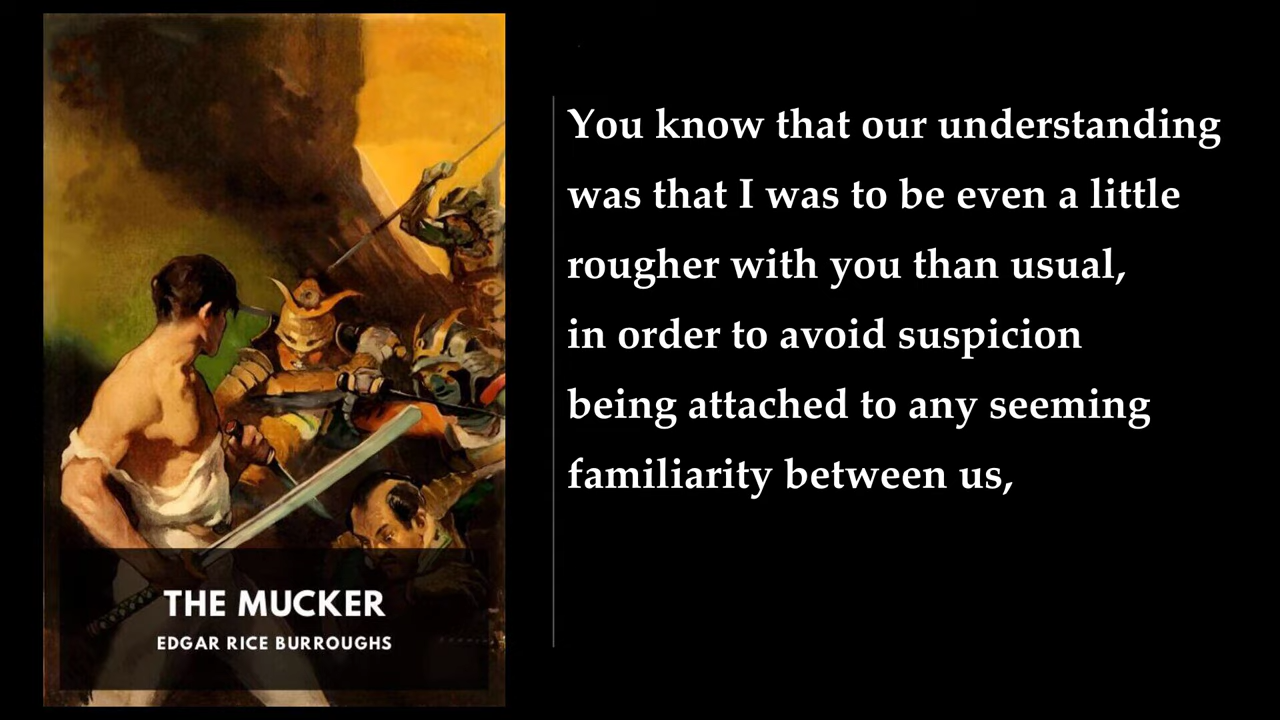 You know that our understanding
was that I was to be even a little
rougher with you than usual,
in order to avoid suspicion
being attached to any seeming
familiarity between us,
THE MUCKER
EDGAR RICE BURROUGHS